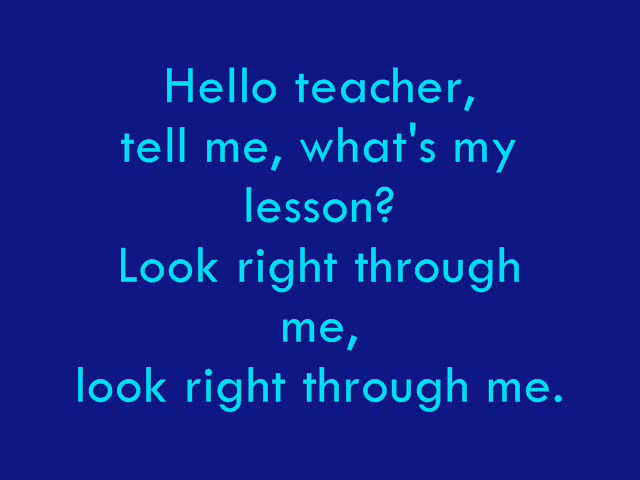 Hello teacher,
tell me, what's my
lesson?
Look right through
me,
look right through me.